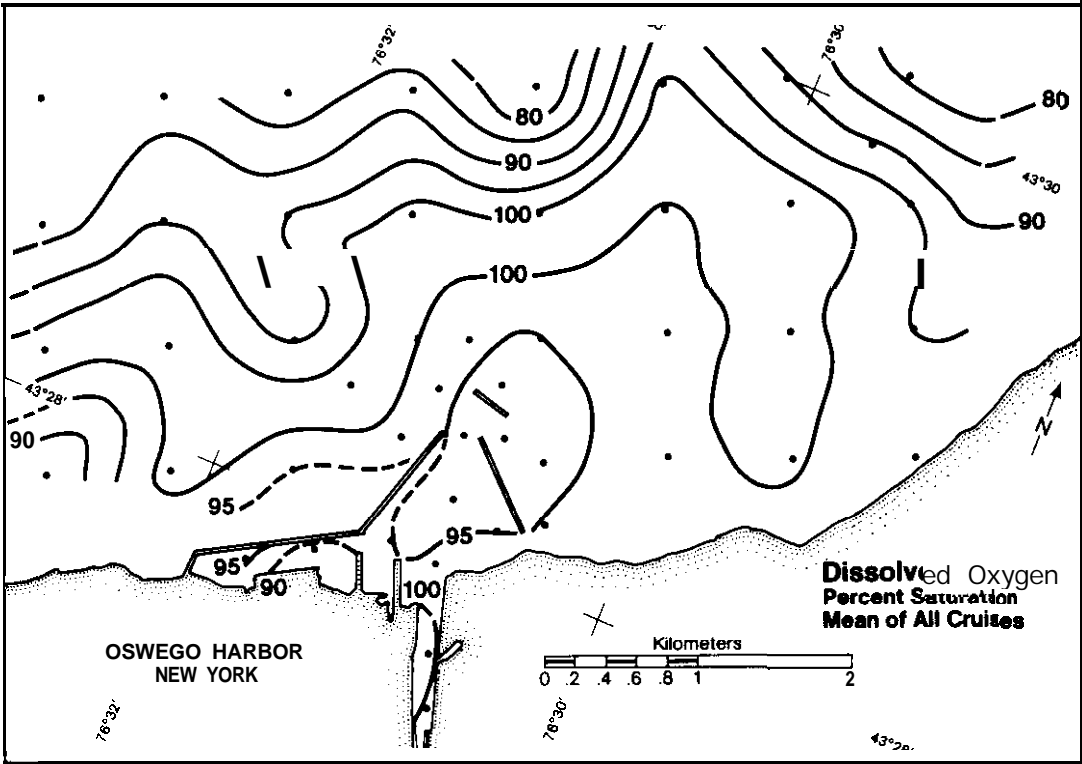 76°32'
76°30'
80
80
90
43°30
100
90
100
43°28'
90
N
95
95
95
90
100
Dissolved Oxygen
Percent Saturation
Mean of All Cruises
OSWEGO HARBOR
NEW YORK
Kilometers
0 .2 .4 .6 .8 1 2
76°32'
76°30'